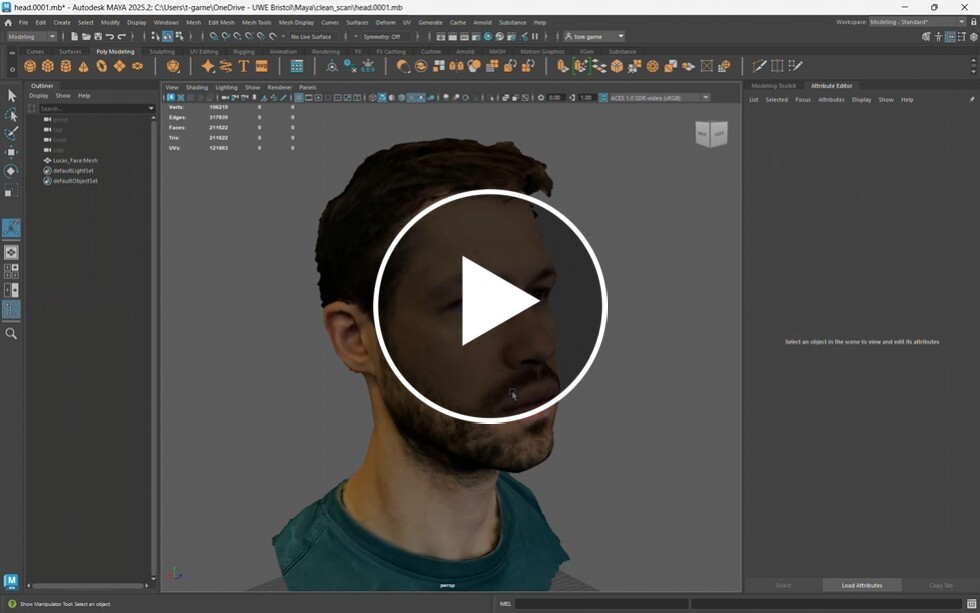 head.0001.mb* - Autodesk MAYA 2025.2: C:\Users\t-game\OneDrive - UWE Bristol\Maya\clean_scan\head.0001.mb
File Edit Create Select Modify Display Windows Mesh Edit Mesh Mesh Tools Mesh Display Curves Surfaces Deform UV Generate Cache Arnold Substance Help
Workspace: Modeling - Standard*
Modeling No Live Surface Symmetry: Off tom game
Curves Surfaces Poly Modeling Sculpting UV Editing Rigging Animation Rendering FX FX Caching Custom Arnold MASH Motion Graphics XGen Substance
Outliner
Display Show Help
Search...
persp
top
front
side
Lucas_Face:Mesh
defaultLightSet
defaultObjectSet
View Shading Lighting Show Renderer Panels
0.00 1.00 ACES 1.0 SDR-video (sRGB)
Verts: 106219 0 0
Edges: 317839 0 0
Faces: 211622 0 0
Tris: 211622 0 0
UVs: 121803 0 0
persp
Modeling Toolkit Attribute Editor
List Selected Focus Attributes Display Show Help
Select an object in the scene to view and edit its attributes
Select Load Attributes Copy Tab
Show Manipulator Tool: Select an object.
MEL